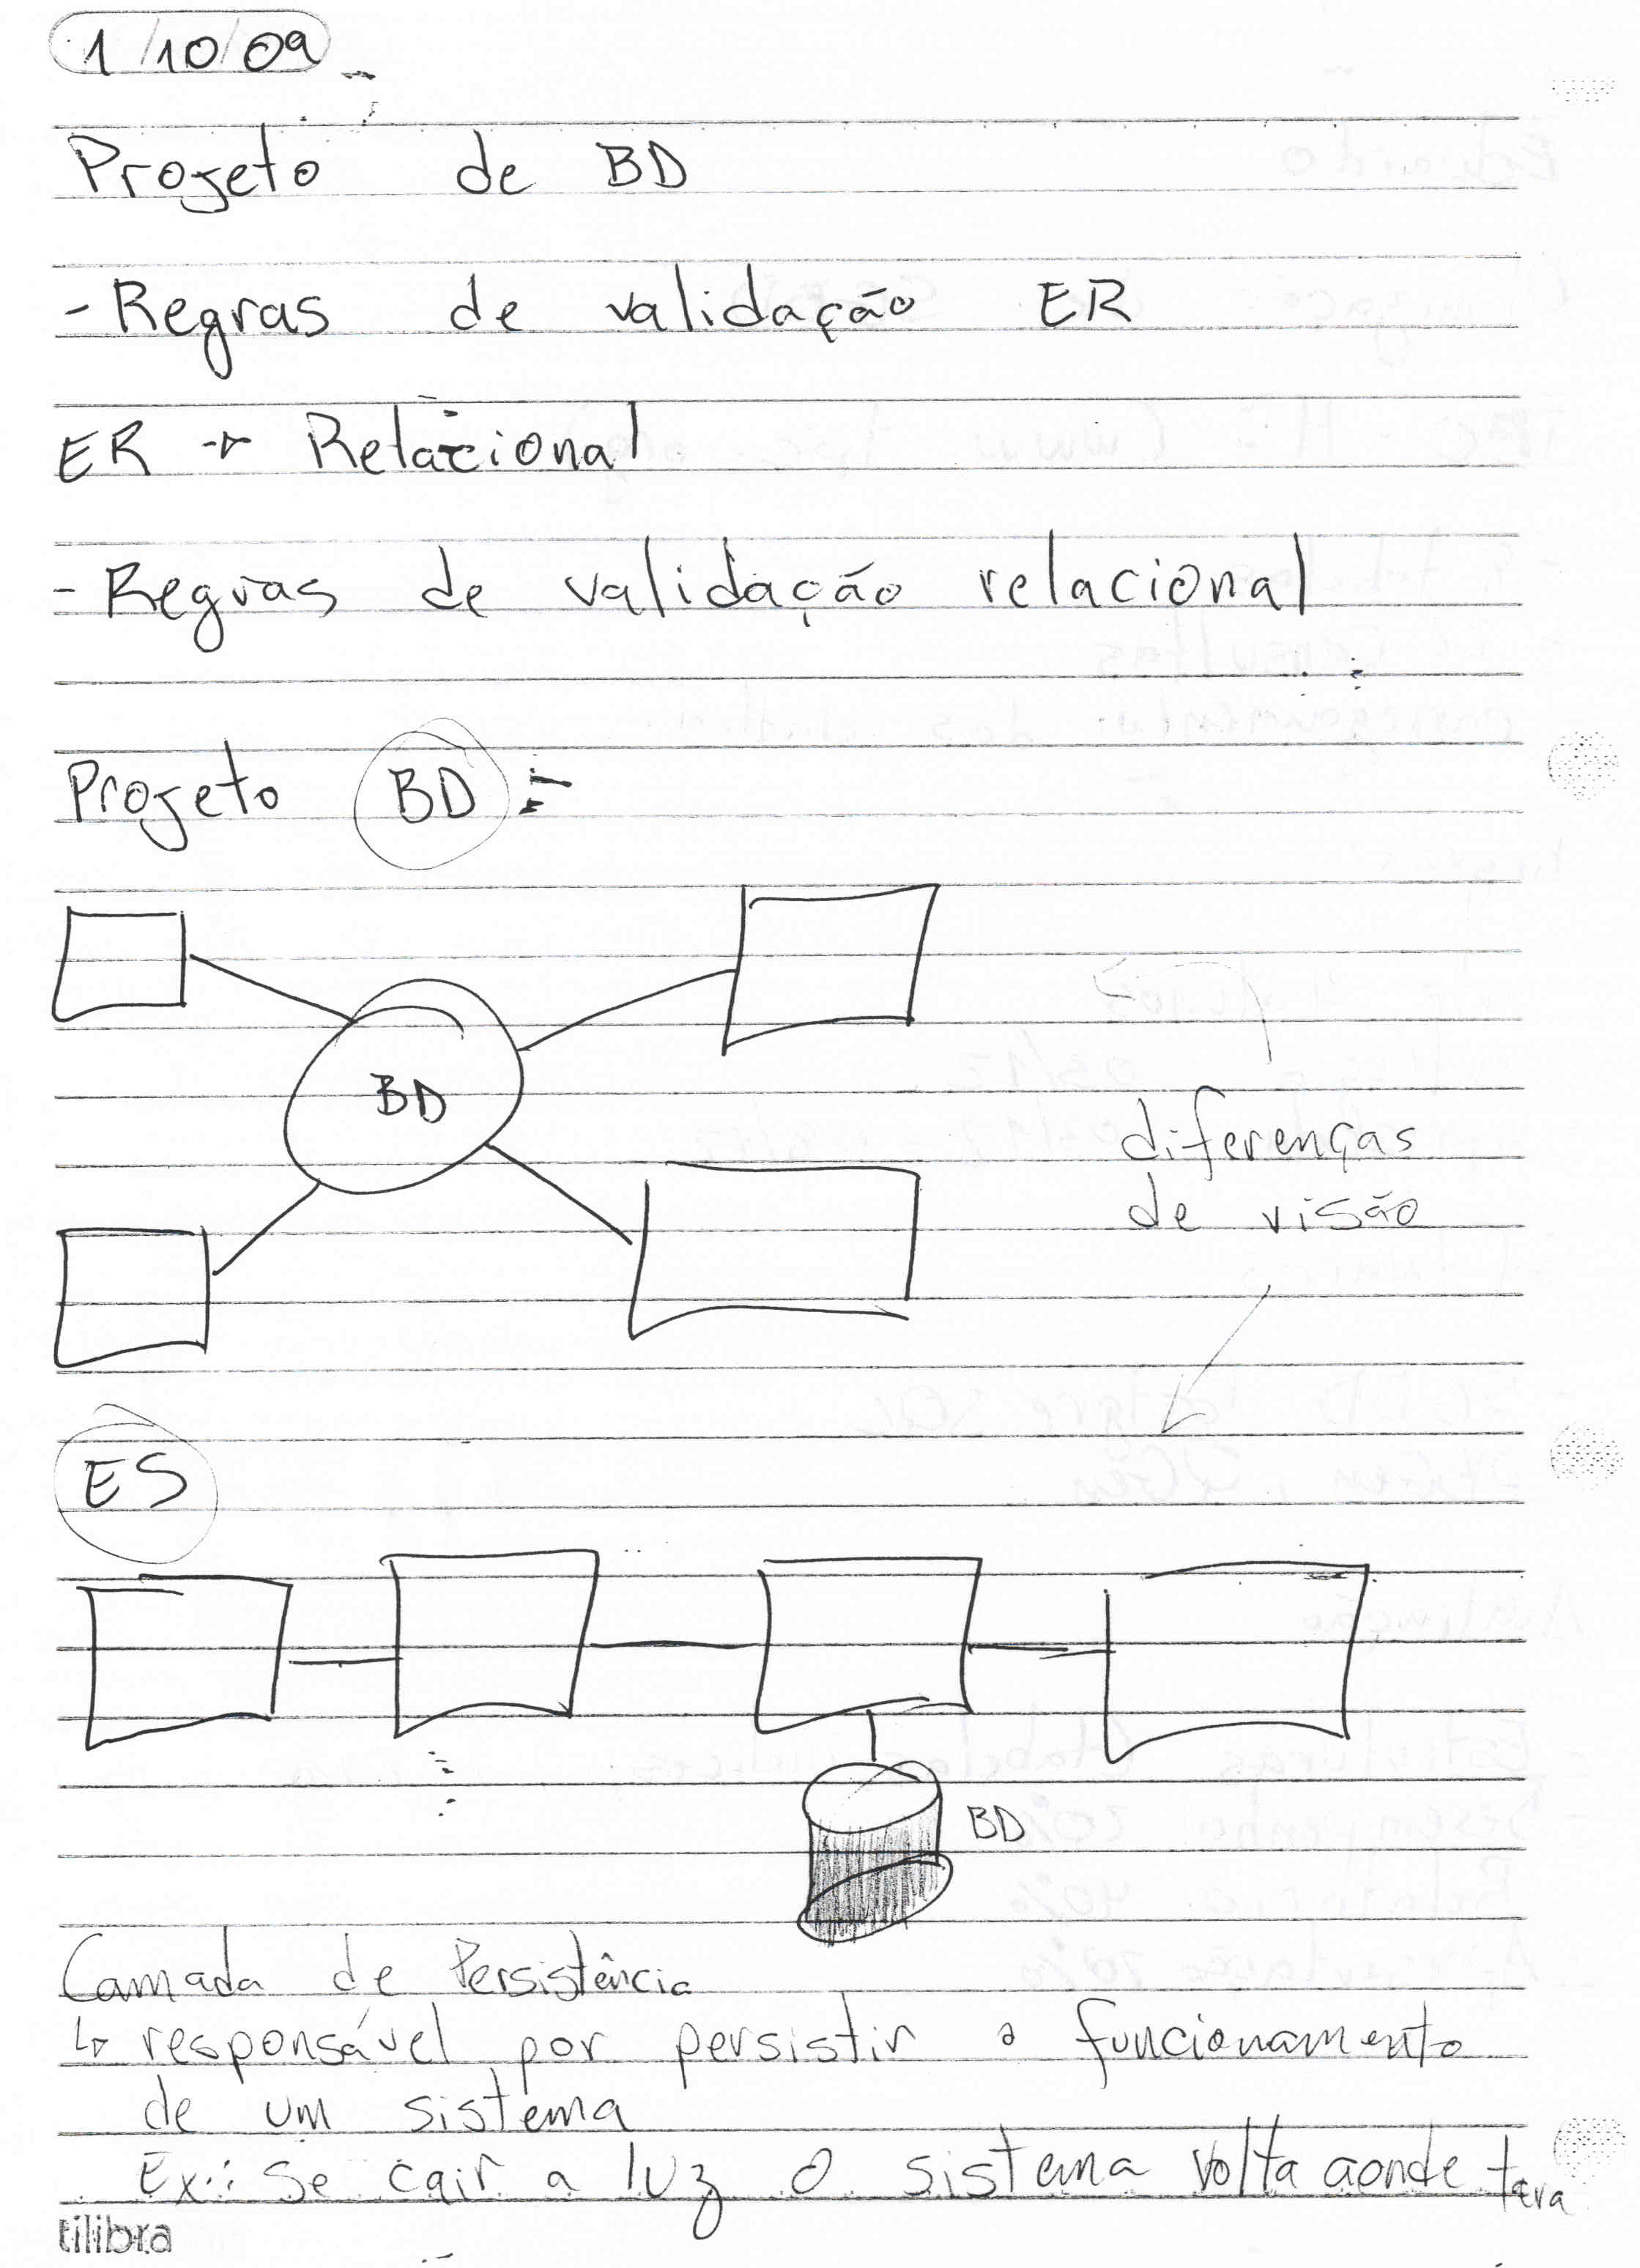 1/10/09
Projeto de BD
- Regras de validação ER
ER → Relacional
- Regras de validação relacional
Projeto BD :-
BD
diferenças
de visão
ES
BD
Camada de Persistência
↳ responsável por persistir o funcionamento
de um sistema
Ex.: Se cair a luz o sistema volta aonde tava
tilibra